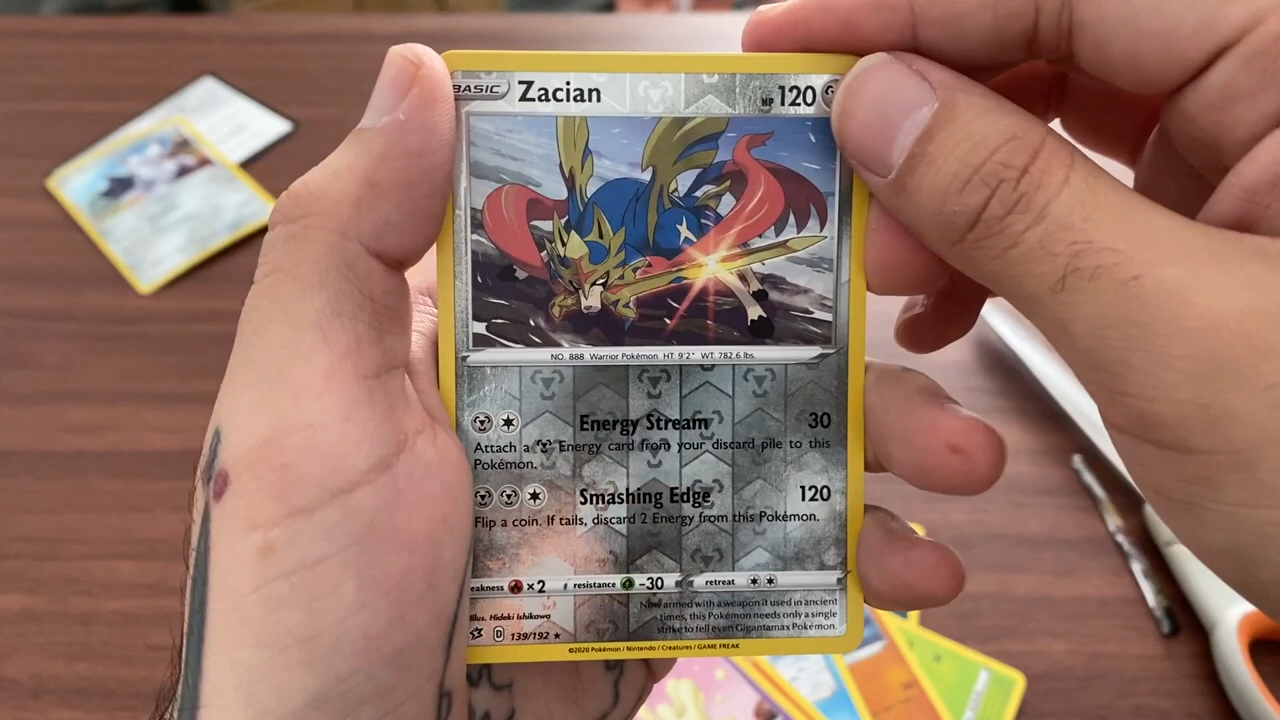 BASIC Zacian HP 120
NO. 888 Warrior Pokémon HT: 9'2" WT: 782.6 lbs.
Energy Stream 30
Attach a Energy card from your discard pile to this
Pokémon.
Smashing Edge 120
Flip a coin. If tails, discard 2 Energy from this Pokémon.
eakness ×2 resistance -30 retreat
Now armed with a weapon it used in ancient
times, this Pokémon needs only a single
strike to fell even Gigantamax Pokémon.
Illus. Hideki Ishikawa
D 139/192 ★
©2020 Pokémon / Nintendo / Creatures / GAME FREAK